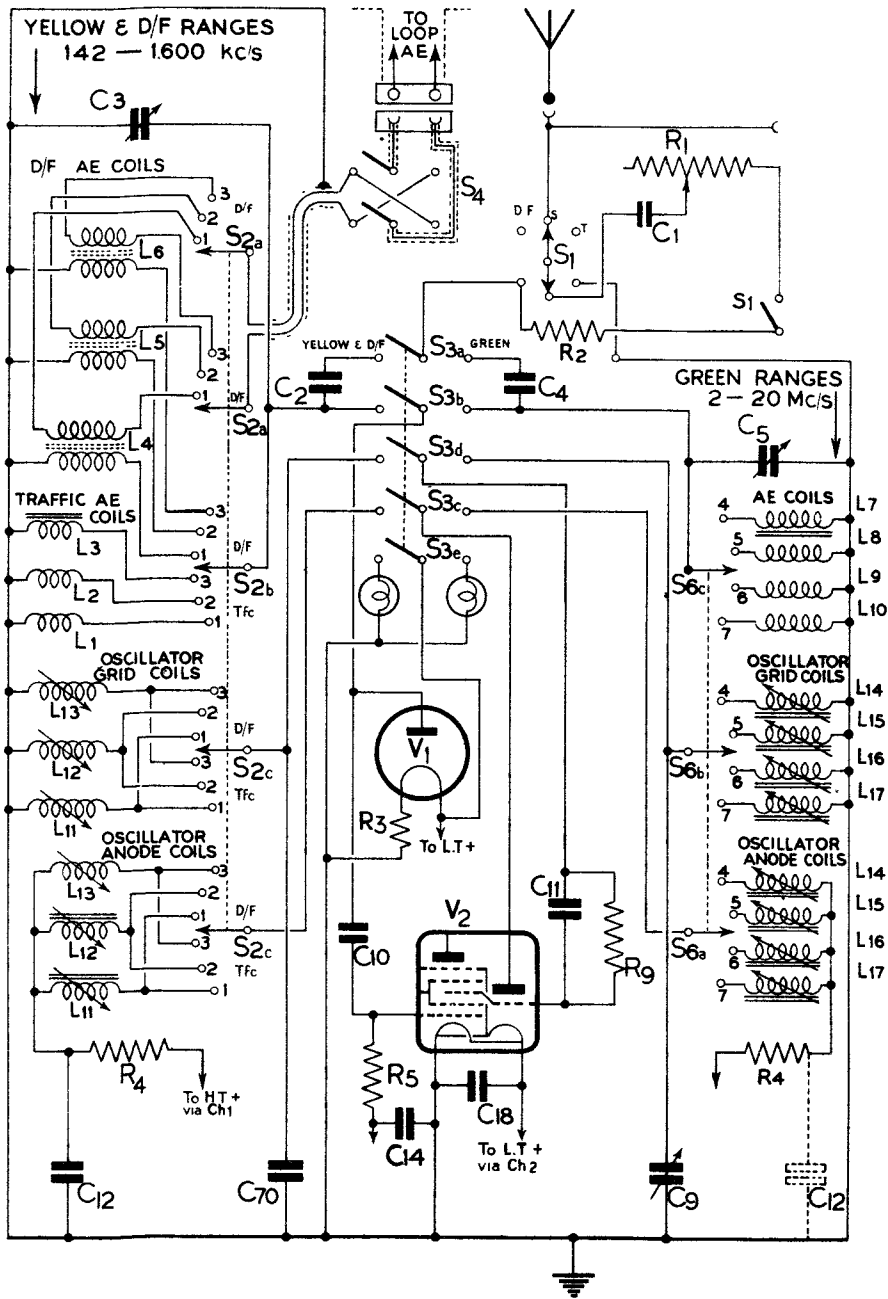 YELLOW & D/F RANGES
142 — 1.600 kc/s
TO
LOOP
AE
C3
R1
D/F AE COILS
S4
3
2
1
D/F
S2a
L6
D F
S
T
S1
C1
S1
R2
L5
3
2
1
D/F
S2a
YELLOW & D/F
S3a
GREEN
C2
C4
S3b
GREEN RANGES
2 — 20 Mc/s
C5
L4
S3d
TRAFFIC AE
COILS
L3
3
2
1
D/F
S3c
AE COILS
4
L7
5
L8
S2b
3
S3e
S6c
6
L9
L2
2
Tfc
7
L10
L1
1
OSCILLATOR
GRID COILS
OSCILLATOR
GRID COILS
L13
3
2
1
D/F
4
L14
5
L15
L12
3
S2c
V1
S6b
6
L16
2
Tfc
7
L17
L11
1
R3
To L.T +
OSCILLATOR
ANODE COILS
OSCILLATOR
ANODE COILS
L13
3
2
1
D/F
C11
4
L14
5
L15
L12
3
S2c
V2
S6a
6
L16
2
Tfc
C10
R9
7
L17
L11
1
R4
To H T +
via Ch1
R5
C18
R4
C14
To L.T +
via Ch2
C12
C70
C9
C12